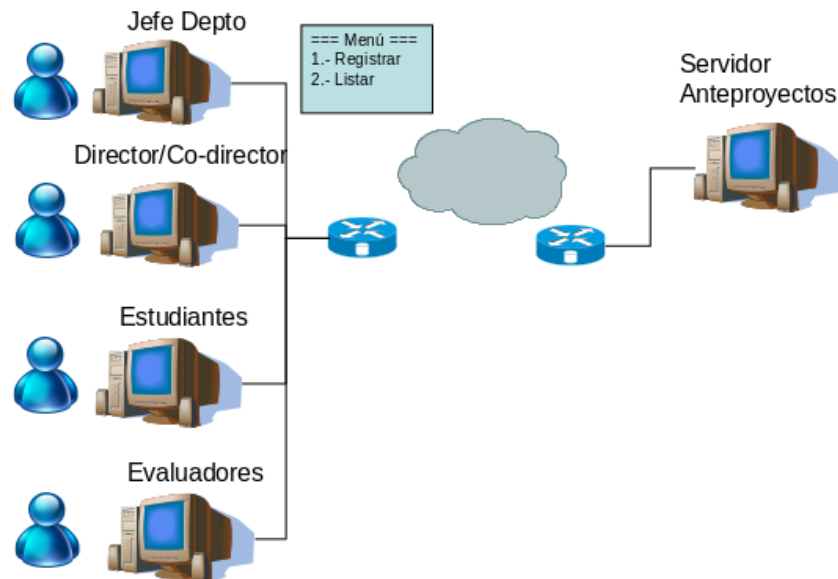 Jefe Depto
=== Menú ===
1.- Registrar
2.- Listar
Servidor
Anteproyectos
Director/Co-director
Estudiantes
Evaluadores